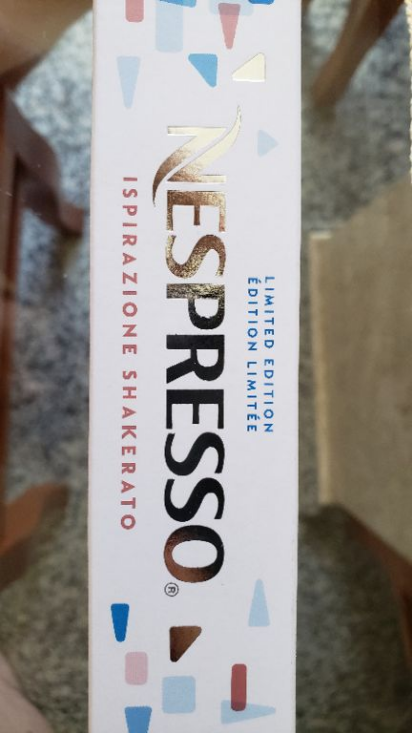 LIMITED EDITION
ÉDITION LIMITÉE
NESPRESSO®
ISPIRAZIONE SHAKERATO